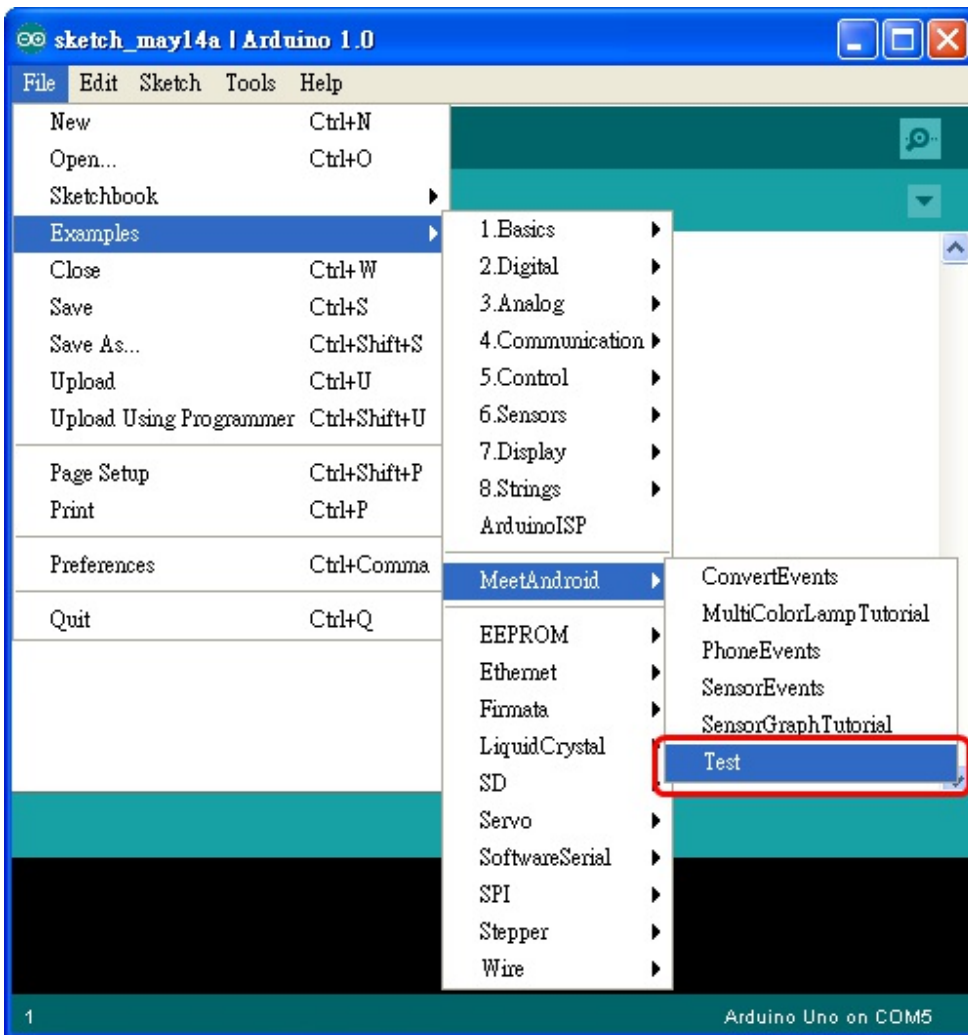 sketch_may14a | Arduino 1.0
File Edit Sketch Tools Help
New Ctrl+N
Open... Ctrl+O
Sketchbook
Examples
Close Ctrl+W
Save Ctrl+S
Save As... Ctrl+Shift+S
Upload Ctrl+U
Upload Using Programmer Ctrl+Shift+U
Page Setup Ctrl+Shift+P
Print Ctrl+P
Preferences Ctrl+Comma
Quit Ctrl+Q
1.Basics
2.Digital
3.Analog
4.Communication
5.Control
6.Sensors
7.Display
8.Strings
ArduinoISP
MeetAndroid
EEPROM
Ethernet
Firmata
LiquidCrystal
SD
Servo
SoftwareSerial
SPI
Stepper
Wire
ConvertEvents
MultiColorLampTutorial
PhoneEvents
SensorEvents
SensorGraphTutorial
Test
1 Arduino Uno on COM5